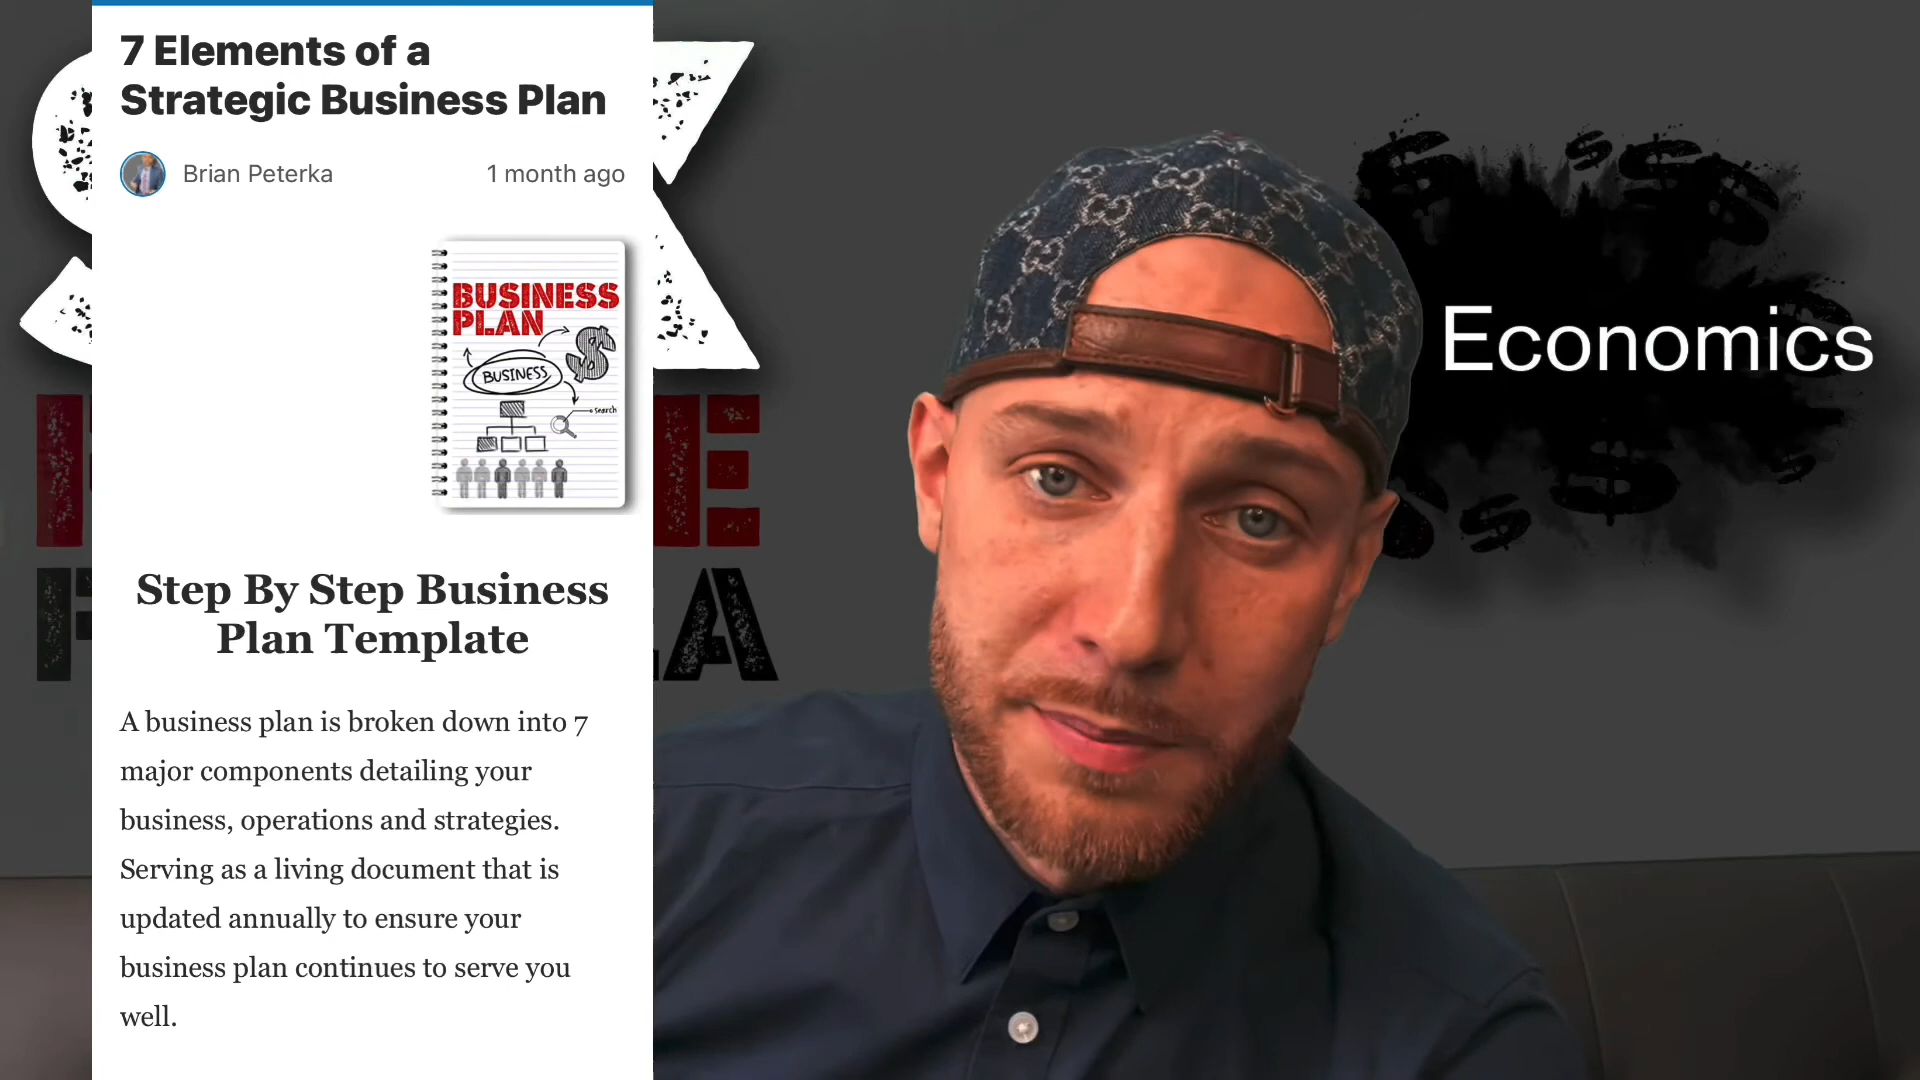 7 Elements of a
Strategic Business Plan
Brian Peterka
1 month ago
BUSINESS
PLAN
BUSINESS
search
Step By Step Business
Plan Template
A business plan is broken down into 7
major components detailing your
business, operations and strategies.
Serving as a living document that is
updated annually to ensure your
business plan continues to serve you
well.
Economics